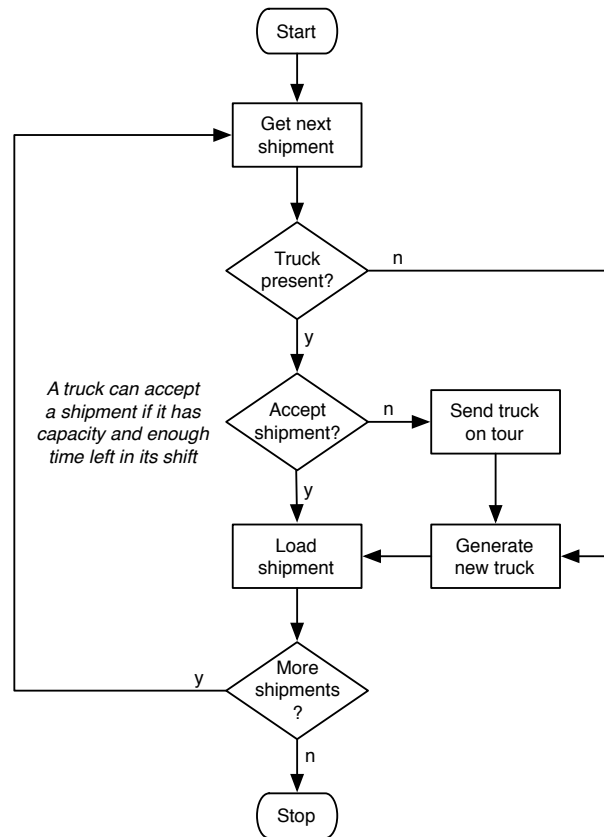 Start
Get next
shipment
Truck
present?
n
y
A truck can accept
a shipment if it has
capacity and enough
time left in its shift
Accept
shipment?
n
Send truck
on tour
y
Load
shipment
Generate
new truck
More
shipments
?
y
n
Stop